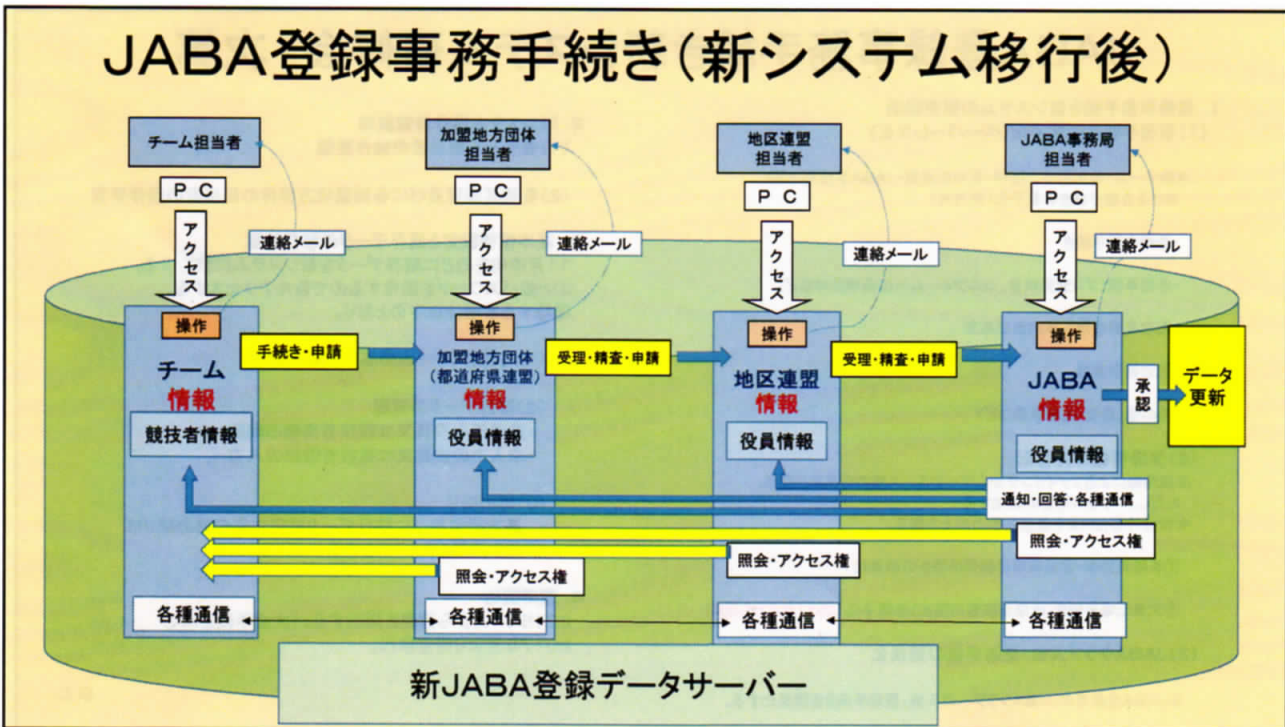 JABA登録事務手続き(新システム移行後)
チーム担当者
加盟地方団体
担当者
地区連盟
担当者
JABA事務局
担当者
PC
PC
PC
PC
アクセス
アクセス
アクセス
アクセス
連絡メール
連絡メール
連絡メール
連絡メール
操作
操作
操作
操作
チーム
情報
競技者情報
手続き・申請
加盟地方団体
(都道府県連盟)
情報
役員情報
受理・精査・申請
地区連盟
情報
役員情報
受理・精査・申請
JABA
情報
役員情報
承認
データ
更新
通知・回答・各種通信
照会・アクセス権
照会・アクセス権
照会・アクセス権
各種通信
各種通信
各種通信
各種通信
新JABA登録データサーバー